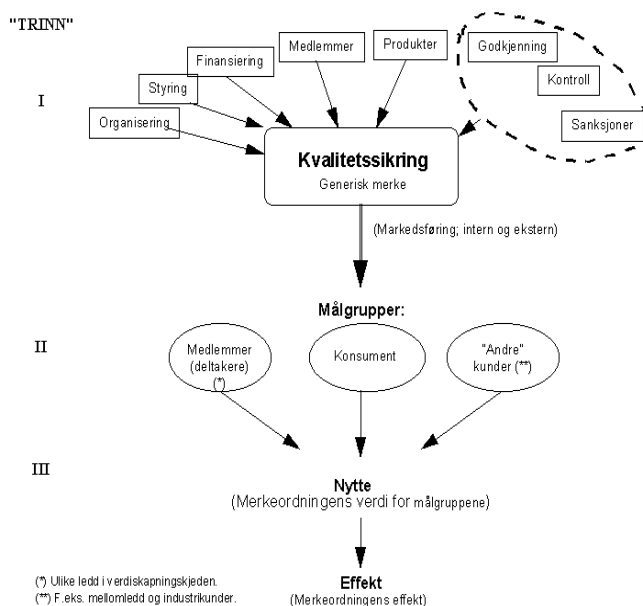 "TRINN"
Medlemmer
Produkter
Godkjenning
Finansiering
Kontroll
Styring
I
Organisering
Sanksjoner
Kvalitetssikring
Generisk merke
(Markedsføring; intern og ekstern)
Målgrupper:
II
Medlemmer
(deltakere)
(*)
Konsument
"Andre"
kunder (**)
III
Nytte
(Merkeordningens verdi for målgruppene)
Effekt
(Merkeordningens effekt)
(*) Ulike ledd i verdiskapningskjeden.
(**) F.eks. mellomledd og industrikunder.